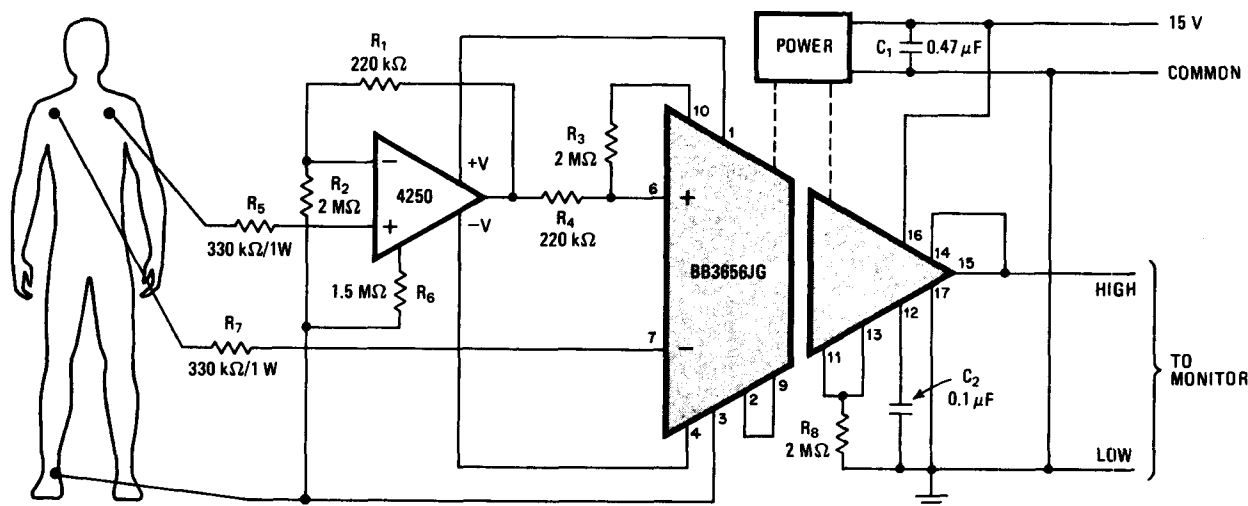 R1
220 kΩ
POWER
C1
0.47 μF
15 V
COMMON
10
1
R3
2 MΩ
+V
−
4250
+
−V
R2
2 MΩ
R5
330 kΩ/1W
R4
220 kΩ
6
+
BB3656JG
16
14
15
17
HIGH
1.5 MΩ
R6
12
13
11
R7
330 kΩ/1 W
7
−
9
2
3
4
C2
0.1 μF
R8
2 MΩ
TO
MONITOR
LOW